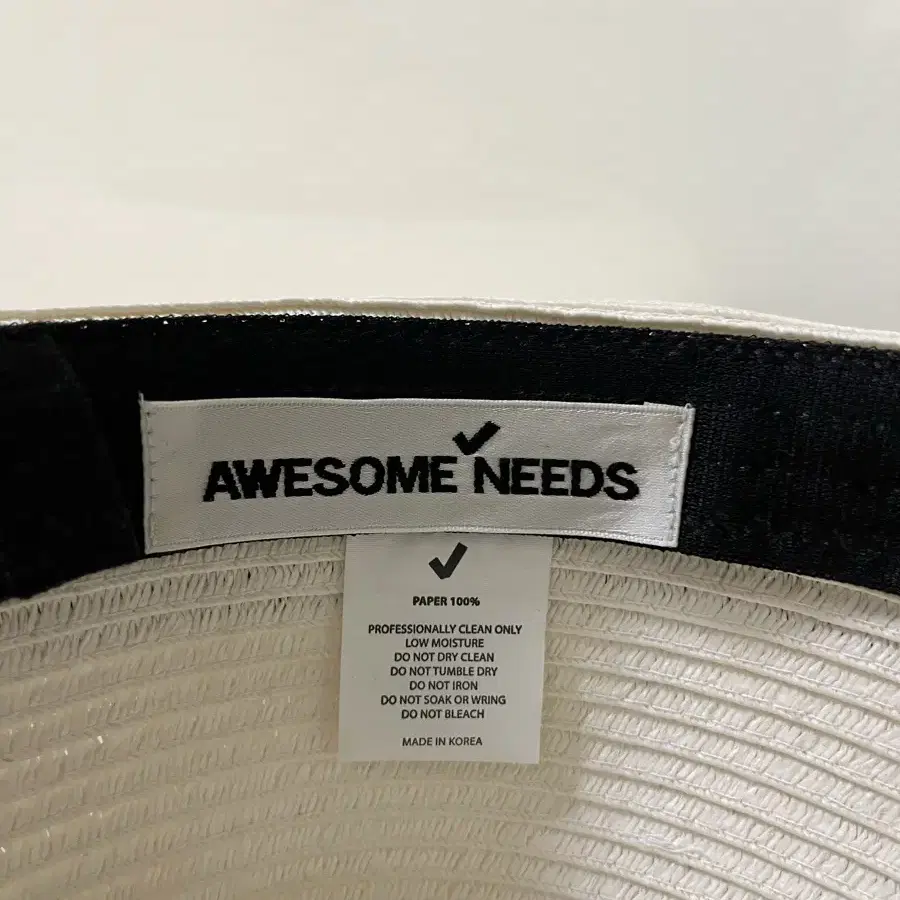 AWESOME NEEDS
PAPER 100%
PROFESSIONALLY CLEAN ONLY
LOW MOISTURE
DO NOT DRY CLEAN
DO NOT TUMBLE DRY
DO NOT IRON
DO NOT SOAK OR WRING
DO NOT BLEACH
MADE IN KOREA